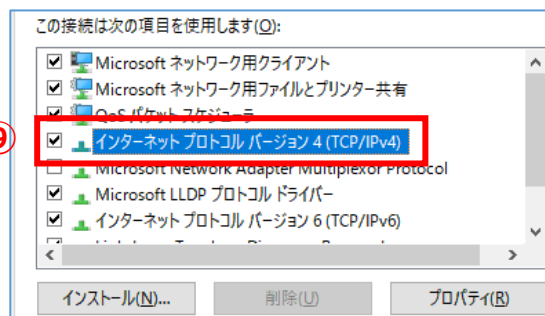 この接続は次の項目を使用します(O):
Microsoft ネットワーク用クライアント
Microsoft ネットワーク用ファイルとプリンター共有
QoS パケット スケジューラ
インターネット プロトコル バージョン 4 (TCP/IPv4)
Microsoft Network Adapter Multiplexor Protocol
Microsoft LLDP プロトコル ドライバー
インターネット プロトコル バージョン 6 (TCP/IPv6)
インストール(N)...
削除(U)
プロパティ(R)